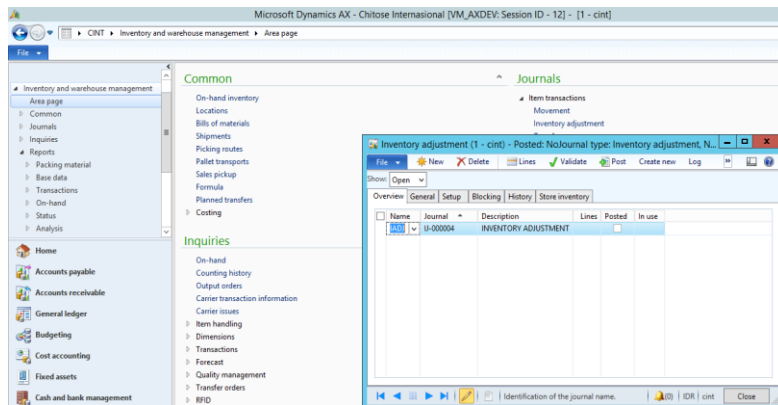 Microsoft Dynamics AX - Chitose Internasional [VM_AXDEV: Session ID - 12] - [1 - cint]
CINT ▸ Inventory and warehouse management ▸ Area page
File
Inventory and warehouse management
Area page
Common
Journals
Inquiries
Reports
Packing material
Base data
Transactions
On-hand
Status
Analysis
Home
Accounts payable
Accounts receivable
General ledger
Budgeting
Cost accounting
Fixed assets
Cash and bank management
Common
On-hand inventory
Locations
Bills of materials
Shipments
Picking routes
Pallet transports
Sales pickup
Formula
Planned transfers
Costing
Inquiries
On-hand
Counting history
Output orders
Carrier transaction information
Carrier issues
Item handling
Dimensions
Transactions
Forecast
Quality management
Transfer orders
RFID
Journals
Item transactions
Movement
Inventory adjustment
Inventory adjustment (1 - cint) - Posted: NoJournal type: Inventory adjustment, N...
File New Delete Lines Validate Post Create new Log »
Show: Open
Overview General Setup Blocking History Store inventory
Name Journal Description Lines Posted In use
IADJ IJ-000004 INVENTORY ADJUSTMENT
Identification of the journal name. (0) IDR cint Close